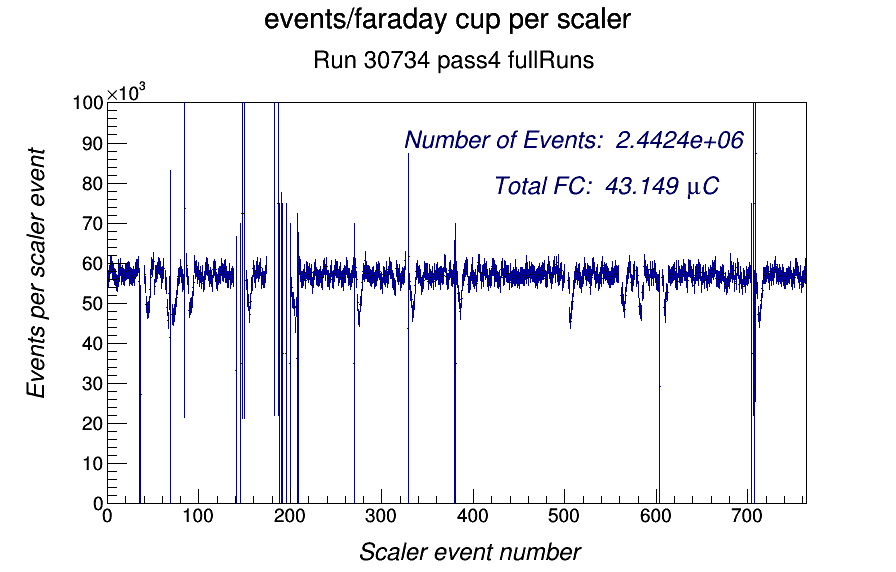 events/faraday cup per scaler
Run 30734 pass4 fullRuns
×10³
100
90
80
70
60
50
40
30
20
10
0
Events per scaler event
Number of Events: 2.4424e+06
Total FC: 43.149 μC
0 100 200 300 400 500 600 700
Scaler event number